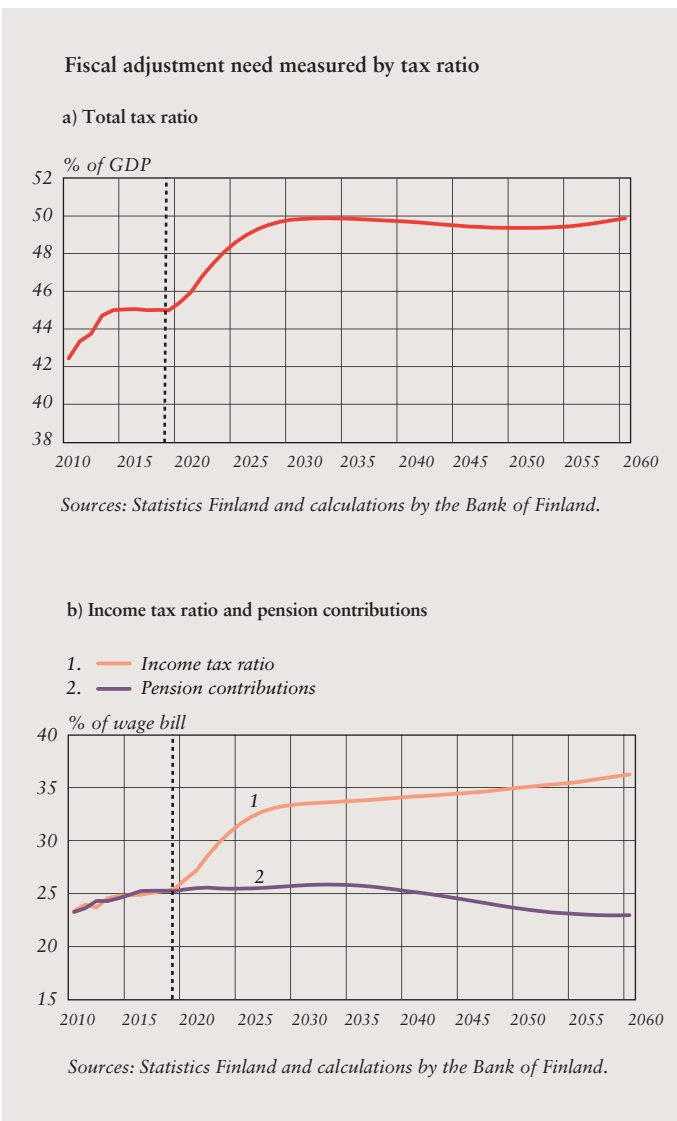 Fiscal adjustment need measured by tax ratio
a) Total tax ratio
% of GDP
52
50
48
46
44
42
40
38
2010 2015 2020 2025 2030 2035 2040 2045 2050 2055 2060
Sources: Statistics Finland and calculations by the Bank of Finland.
b) Income tax ratio and pension contributions
1. Income tax ratio
2. Pension contributions
% of wage bill
40
35
1
30
2
25
20
15
2010 2015 2020 2025 2030 2035 2040 2045 2050 2055 2060
Sources: Statistics Finland and calculations by the Bank of Finland.